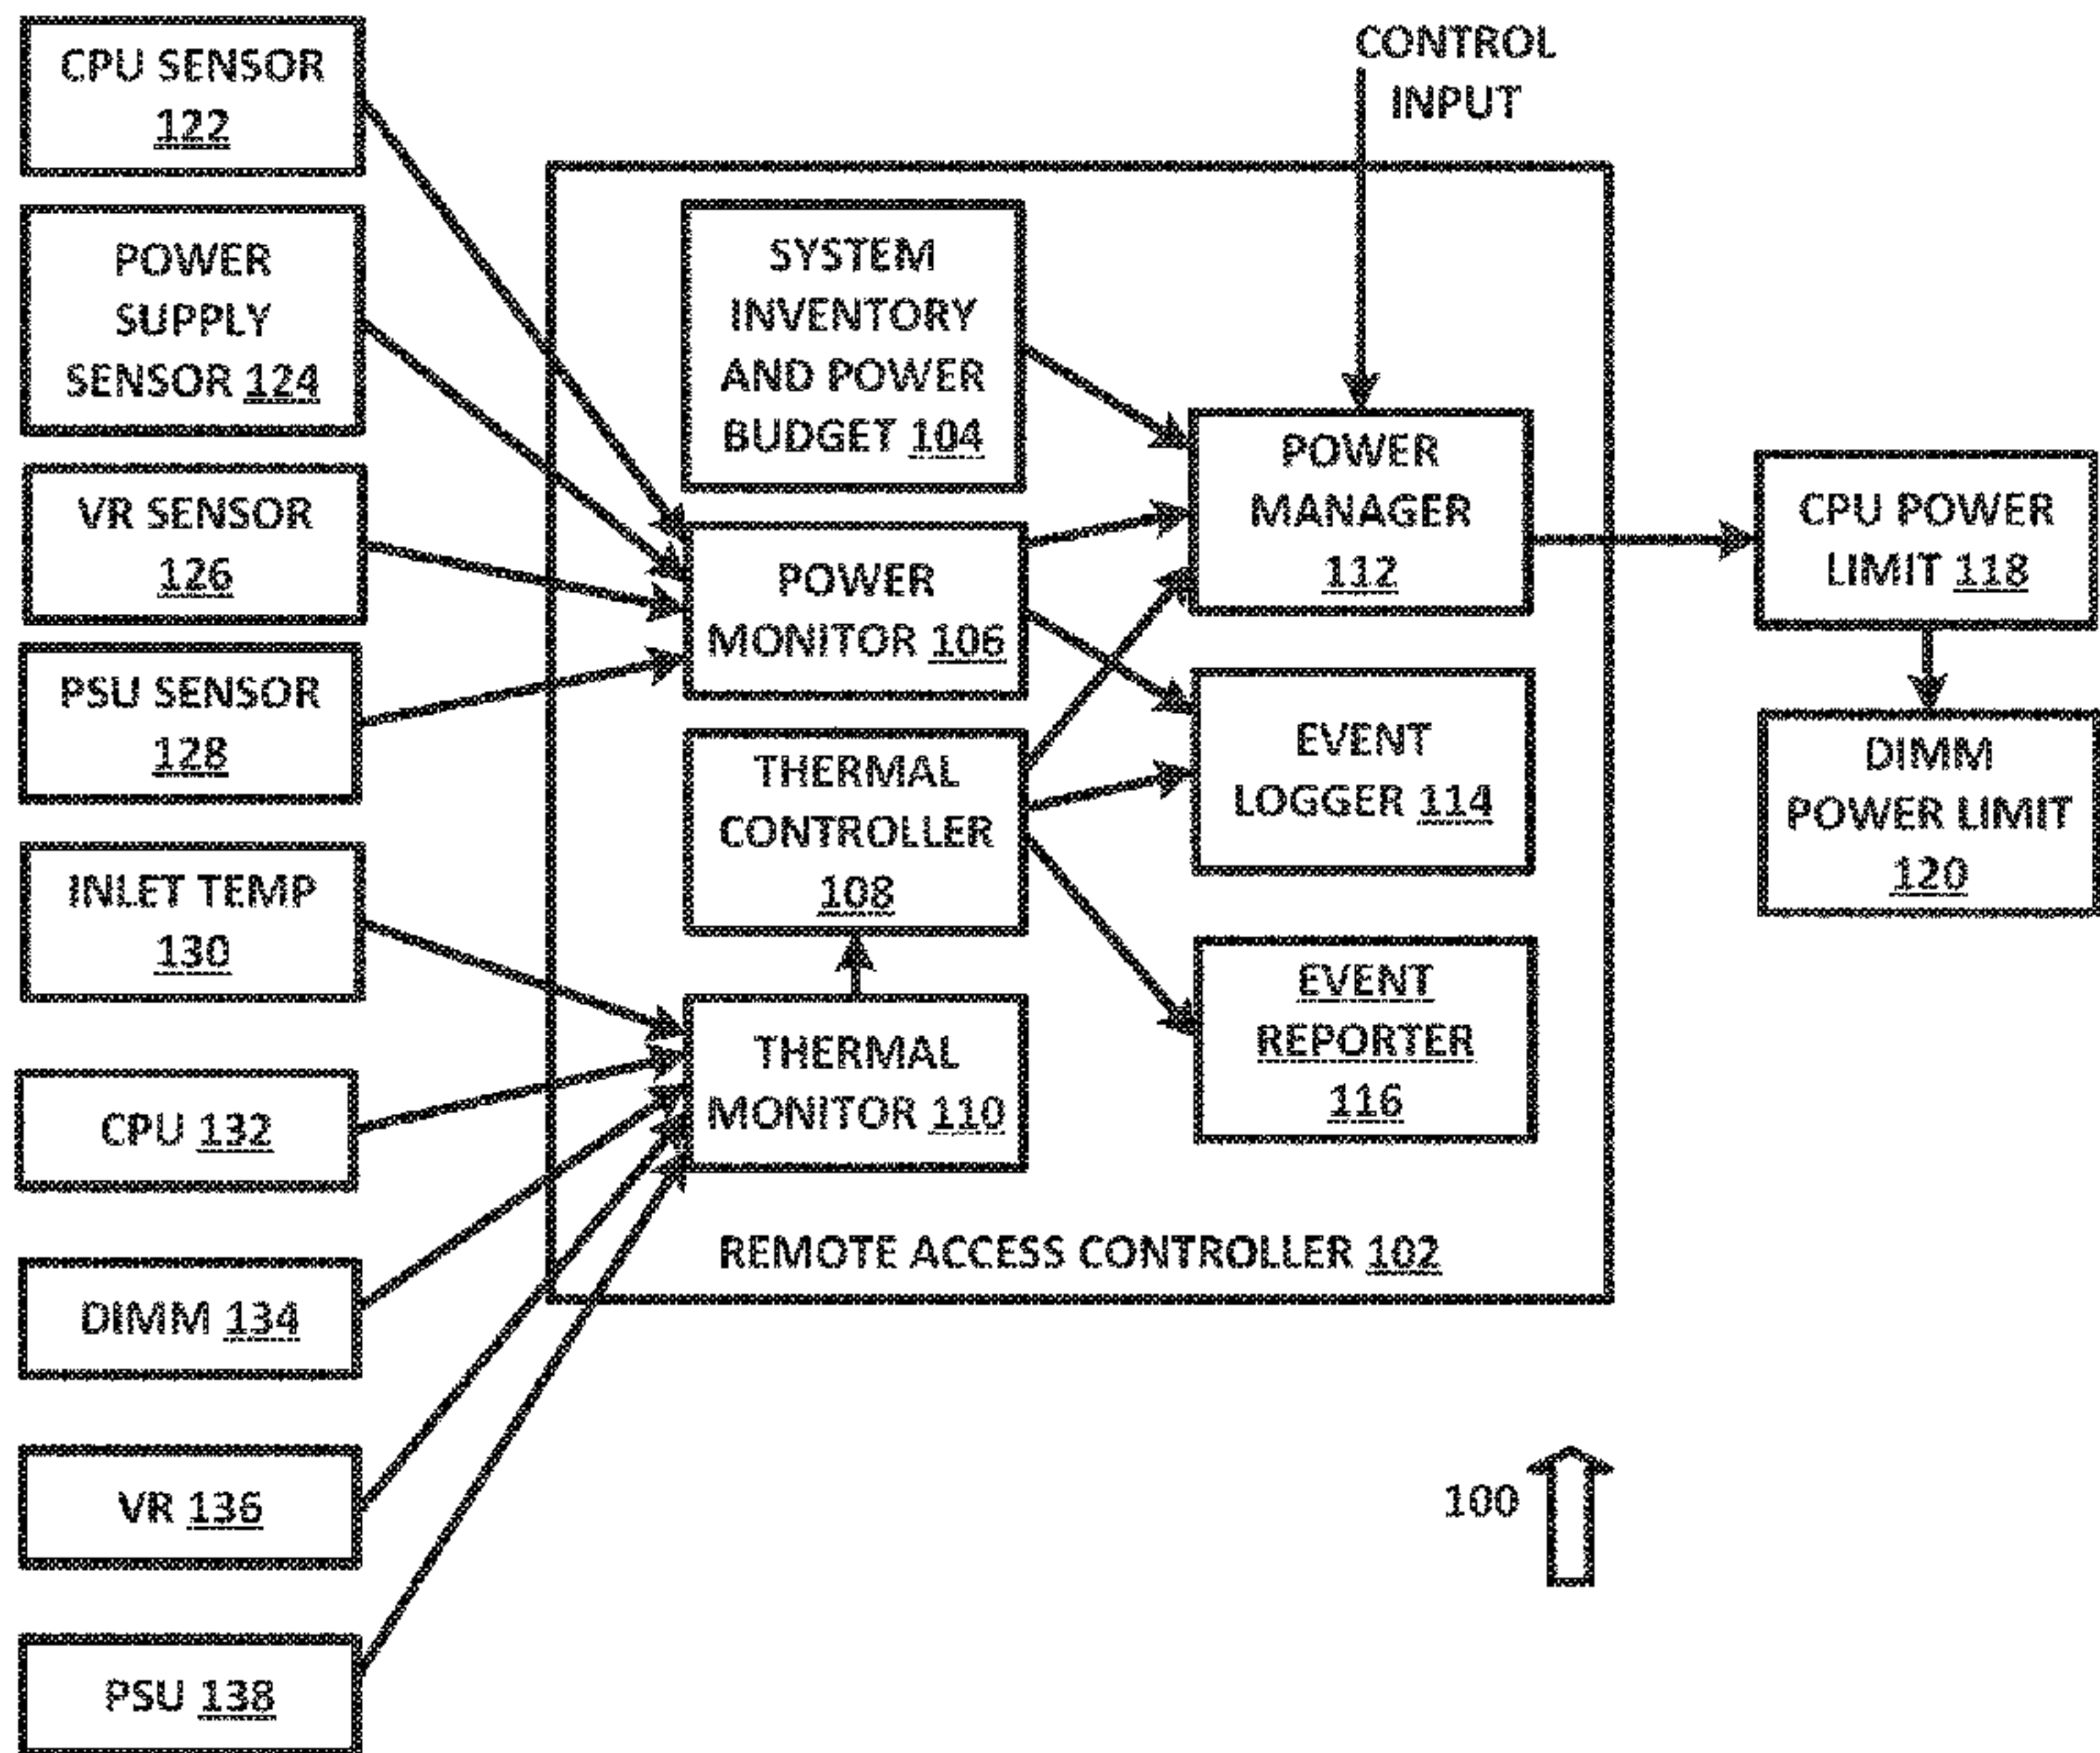 CPU SENSOR
122
POWER
SUPPLY
SENSOR 124
VR SENSOR
126
PSU SENSOR
128
INLET TEMP
130
CPU 132
DIMM 134
VR 136
PSU 138
CONTROL
INPUT
SYSTEM
INVENTORY
AND POWER
BUDGET 104
POWER
MONITOR 106
THERMAL
CONTROLLER
108
THERMAL
MONITOR 110
POWER
MANAGER
112
EVENT
LOGGER 114
EVENT
REPORTER
116
REMOTE ACCESS CONTROLLER 102
CPU POWER
LIMIT 118
DIMM
POWER LIMIT
120
100